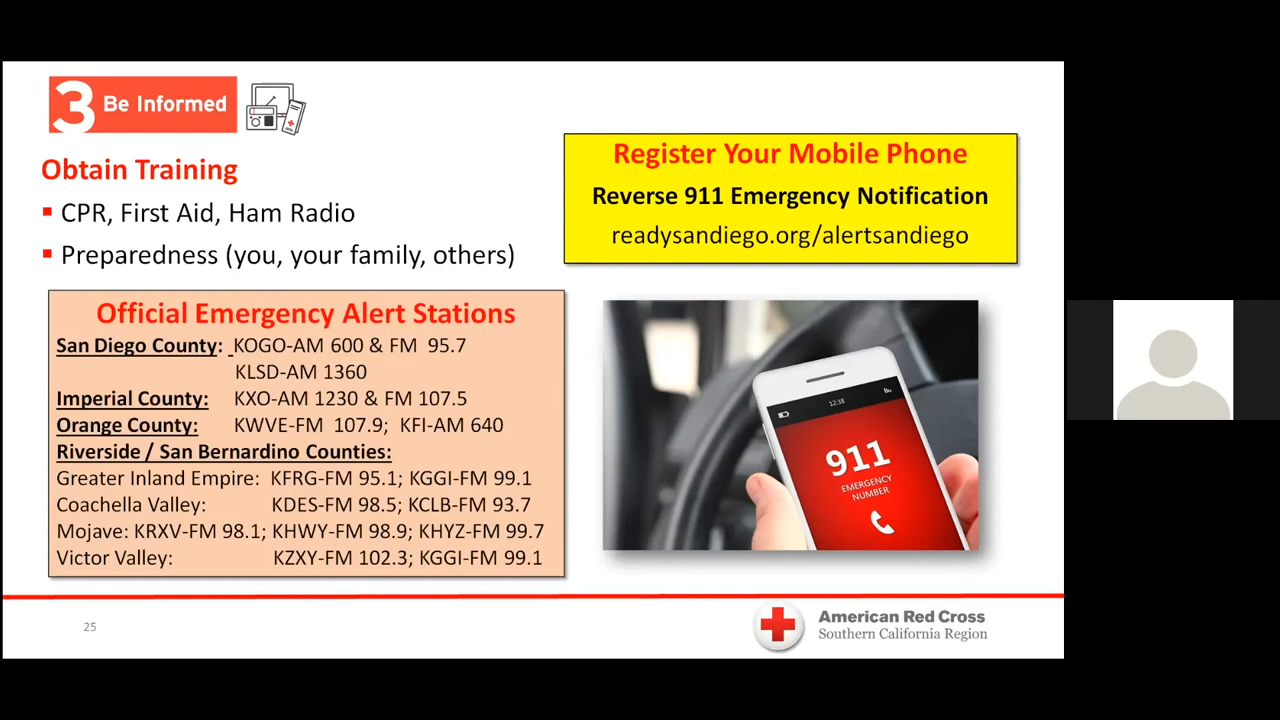 3 Be Informed
Obtain Training
▪ CPR, First Aid, Ham Radio
▪ Preparedness (you, your family, others)
Register Your Mobile Phone
Reverse 911 Emergency Notification
readysandiego.org/alertsandiego
Official Emergency Alert Stations
San Diego County: KOGO-AM 600 & FM 95.7
KLSD-AM 1360
Imperial County: KXO-AM 1230 & FM 107.5
Orange County: KWVE-FM 107.9; KFI-AM 640
Riverside / San Bernardino Counties:
Greater Inland Empire: KFRG-FM 95.1; KGGI-FM 99.1
Coachella Valley: KDES-FM 98.5; KCLB-FM 93.7
Mojave: KRXV-FM 98.1; KHWY-FM 98.9; KHYZ-FM 99.7
Victor Valley: KZXY-FM 102.3; KGGI-FM 99.1
12:38
911
EMERGENCY
NUMBER
25
American Red Cross
Southern California Region